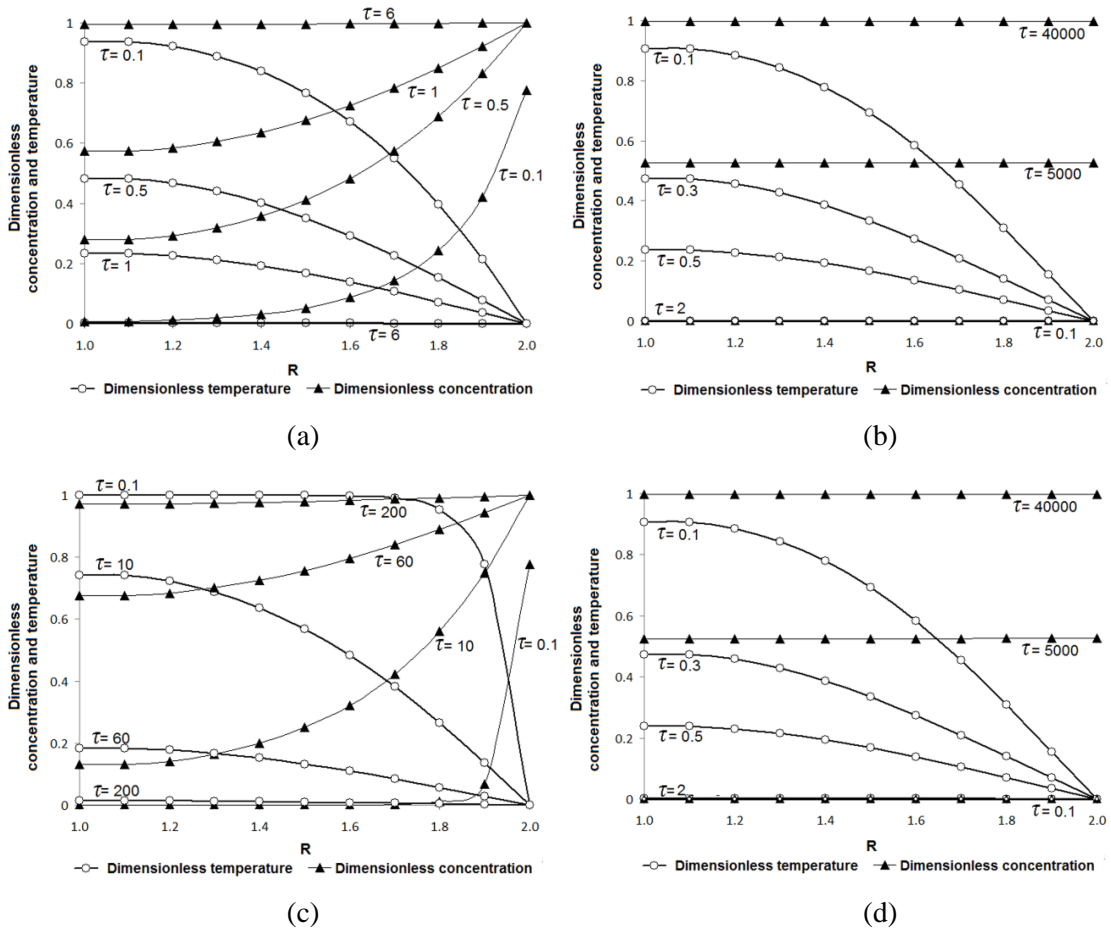 Dimensionless
concentration and temperature
1
0.8
0.6
0.4
0.2
0
τ= 6
τ= 0.1
τ= 1
τ= 0.5
τ= 0.1
τ= 0.5
τ= 1
τ= 6
1.0 1.2 1.4 1.6 1.8 2.0
R
Dimensionless temperature Dimensionless concentration
(a)
Dimensionless
concentration and temperature
1
0.8
0.6
0.4
0.2
0
τ= 40000
τ= 0.1
τ= 5000
τ= 0.3
τ= 0.5
τ= 2
τ= 0.1
1.0 1.2 1.4 1.6 1.8 2.0
R
Dimensionless temperature Dimensionless concentration
(b)
Dimensionless
concentration and temperature
1
0.8
0.6
0.4
0.2
0
τ= 0.1
τ= 200
τ= 60
τ= 10
τ= 10
τ= 0.1
τ= 60
τ= 200
1.0 1.2 1.4 1.6 1.8 2.0
R
Dimensionless temperature Dimensionless concentration
(c)
Dimensionless
concentration and temperature
1
0.8
0.6
0.4
0.2
0
τ= 40000
τ= 0.1
τ= 5000
τ= 0.3
τ= 0.5
τ= 2
τ= 0.1
1.0 1.2 1.4 1.6 1.8 2.0
R
Dimensionless temperature Dimensionless concentration
(d)